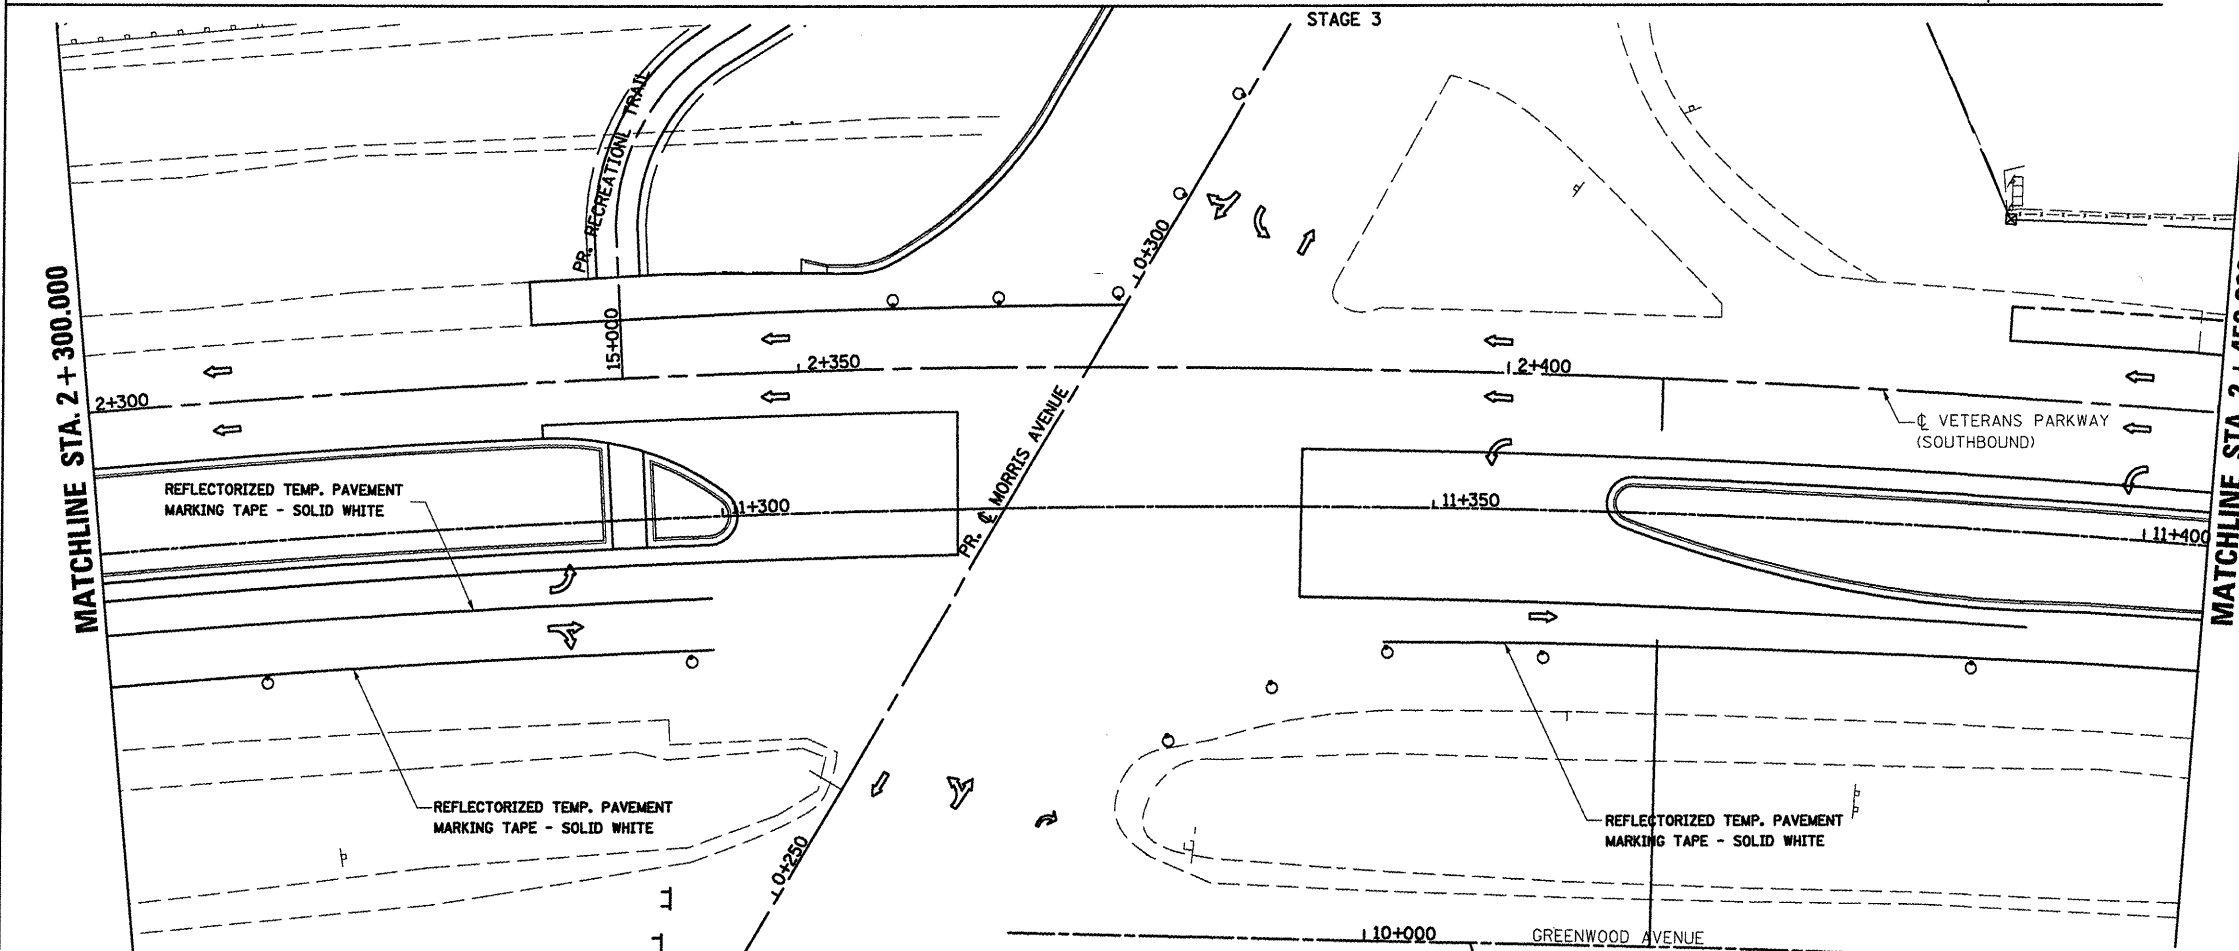 STAGE 3
PR. RECREATIONL TRAIL
0+300
MATCHLINE STA. 2+300.000
15+000
2+350
2+400
2+300
℄ VETERANS PARKWAY
(SOUTHBOUND)
PR. ℄ MORRIS AVENUE
REFLECTORIZED TEMP. PAVEMENT
MARKING TAPE - SOLID WHITE
11+300
11+350
11+400
MATCHLINE STA.
REFLECTORIZED TEMP. PAVEMENT
MARKING TAPE - SOLID WHITE
REFLECTORIZED TEMP. PAVEMENT
MARKING TAPE - SOLID WHITE
0+250
10+000
GREENWOOD AVENUE